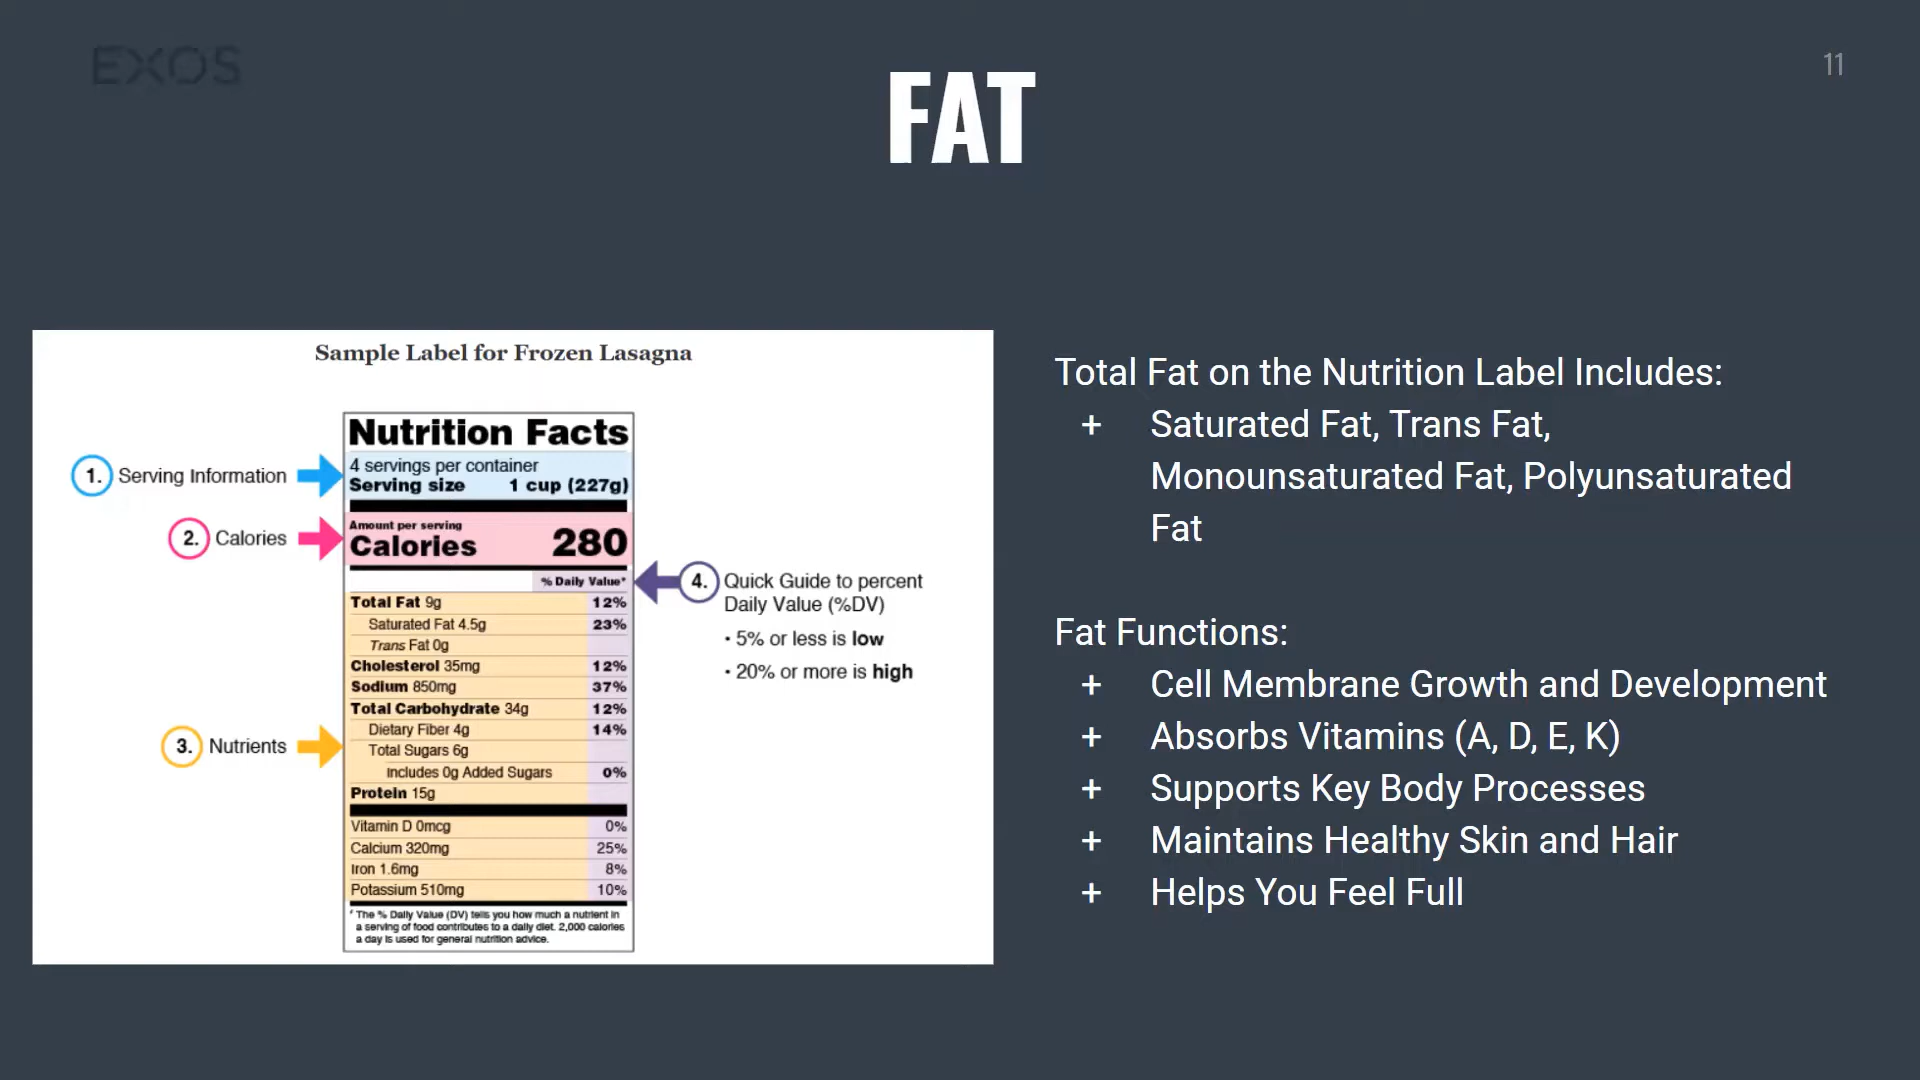 EXOS
11
FAT
Sample Label for Frozen Lasagna
Nutrition Facts
4 servings per container
Serving size 1 cup (227g)
Amount per serving
Calories 280
% Daily Value*
Total Fat 9g 12%
Saturated Fat 4.5g 23%
Trans Fat 0g
Cholesterol 35mg 12%
Sodium 850mg 37%
Total Carbohydrate 34g 12%
Dietary Fiber 4g 14%
Total Sugars 6g
Includes 0g Added Sugars 0%
Protein 15g
Vitamin D 0mcg 0%
Calcium 320mg 25%
Iron 1.6mg 8%
Potassium 510mg 10%
* The % Daily Value (DV) tells you how much a nutrient in
a serving of food contributes to a daily diet. 2,000 calories
a day is used for general nutrition advice.
1. Serving Information
2. Calories
3. Nutrients
4. Quick Guide to percent
Daily Value (%DV)
• 5% or less is low
• 20% or more is high
Total Fat on the Nutrition Label Includes:
+ Saturated Fat, Trans Fat,
Monounsaturated Fat, Polyunsaturated
Fat
Fat Functions:
+ Cell Membrane Growth and Development
+ Absorbs Vitamins (A, D, E, K)
+ Supports Key Body Processes
+ Maintains Healthy Skin and Hair
+ Helps You Feel Full